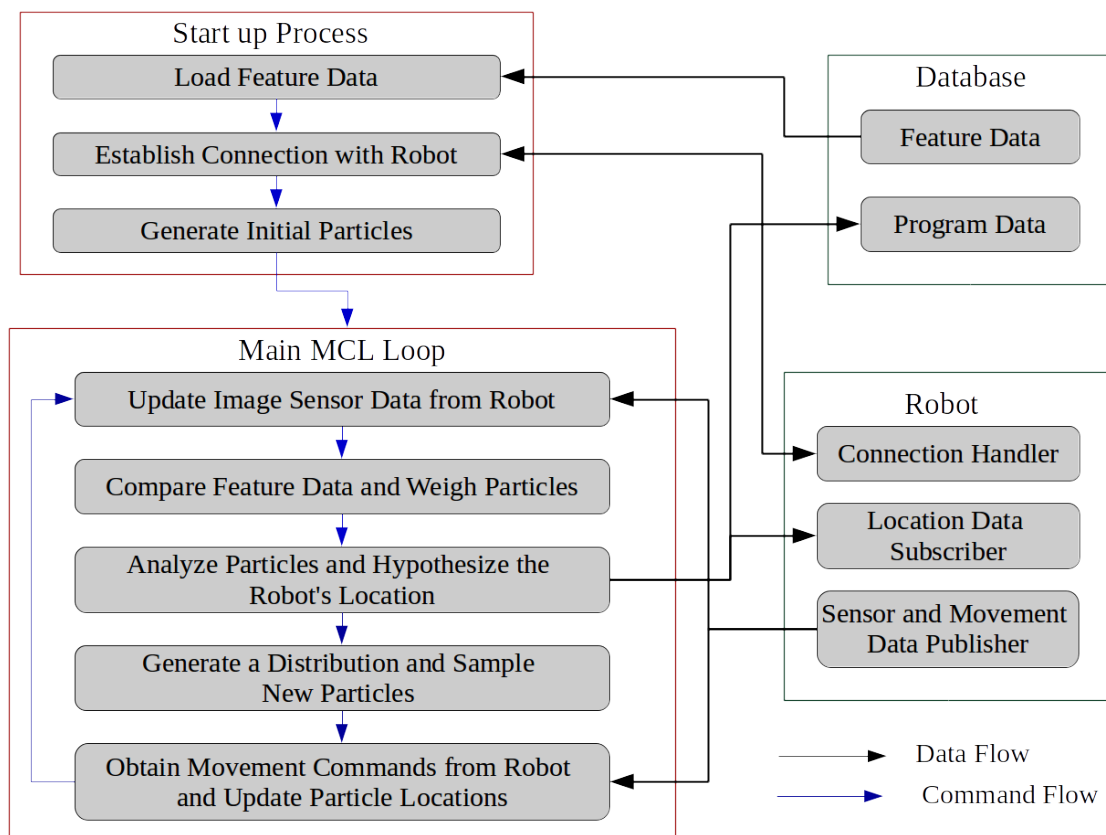 Start up Process
Load Feature Data
Establish Connection with Robot
Generate Initial Particles
Database
Feature Data
Program Data
Main MCL Loop
Update Image Sensor Data from Robot
Compare Feature Data and Weigh Particles
Analyze Particles and Hypothesize the
Robot's Location
Generate a Distribution and Sample
New Particles
Obtain Movement Commands from Robot
and Update Particle Locations
Robot
Connection Handler
Location Data
Subscriber
Sensor and Movement
Data Publisher
Data Flow
Command Flow